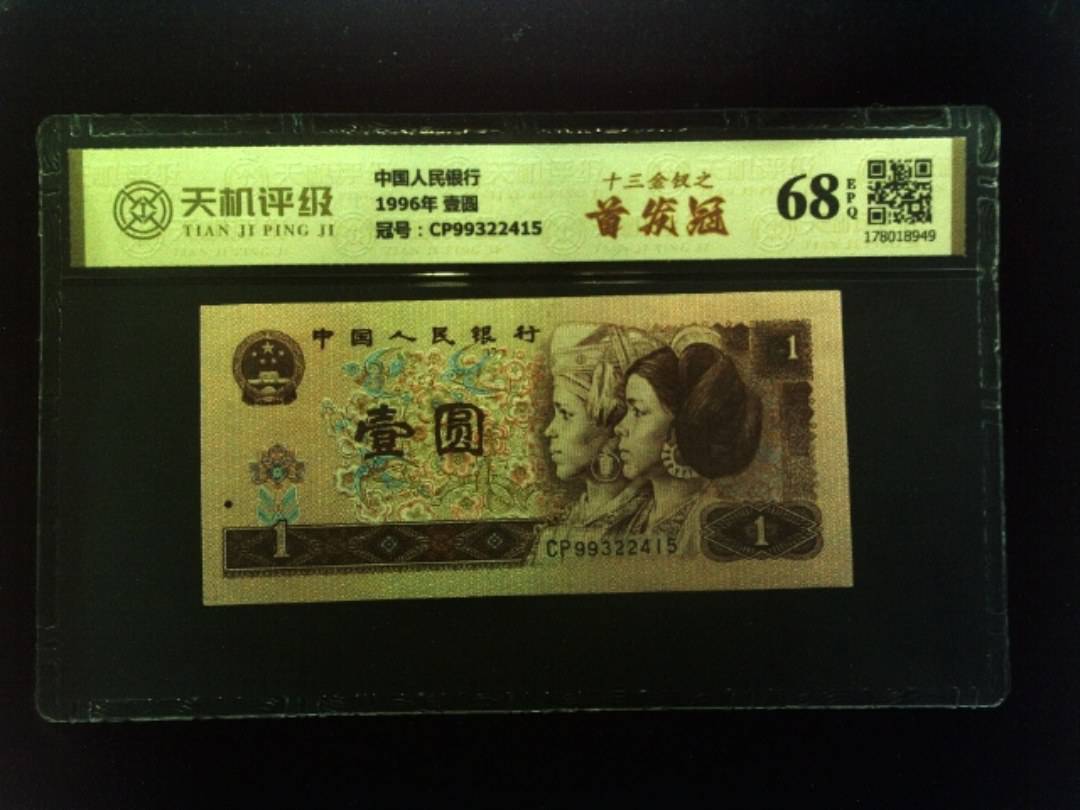 天机评级
TIAN JI PING JI
中国人民银行
1996年 壹圆
冠号：CP99322415
十三金钗之
首发冠
68
EPQ
178018949
中国人民银行
1
壹圆
1
CP99322415
1